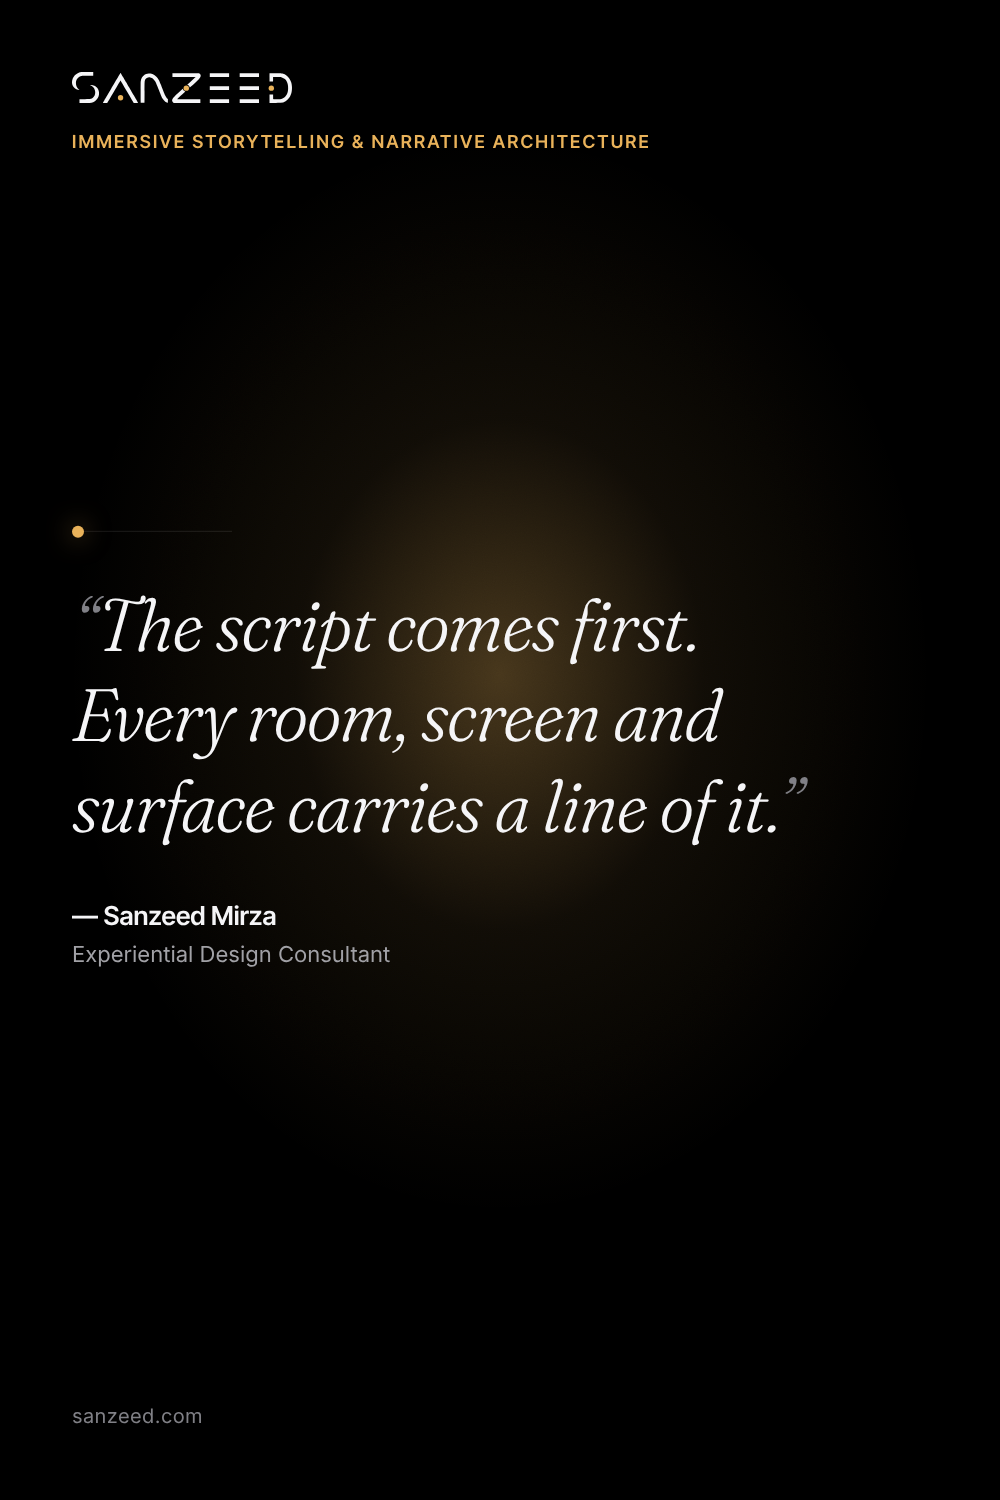 SANZEED
IMMERSIVE STORYTELLING & NARRATIVE ARCHITECTURE
“The script comes first.
Every room, screen and
surface carries a line of it.”
— Sanzeed Mirza
Experiential Design Consultant
sanzeed.com